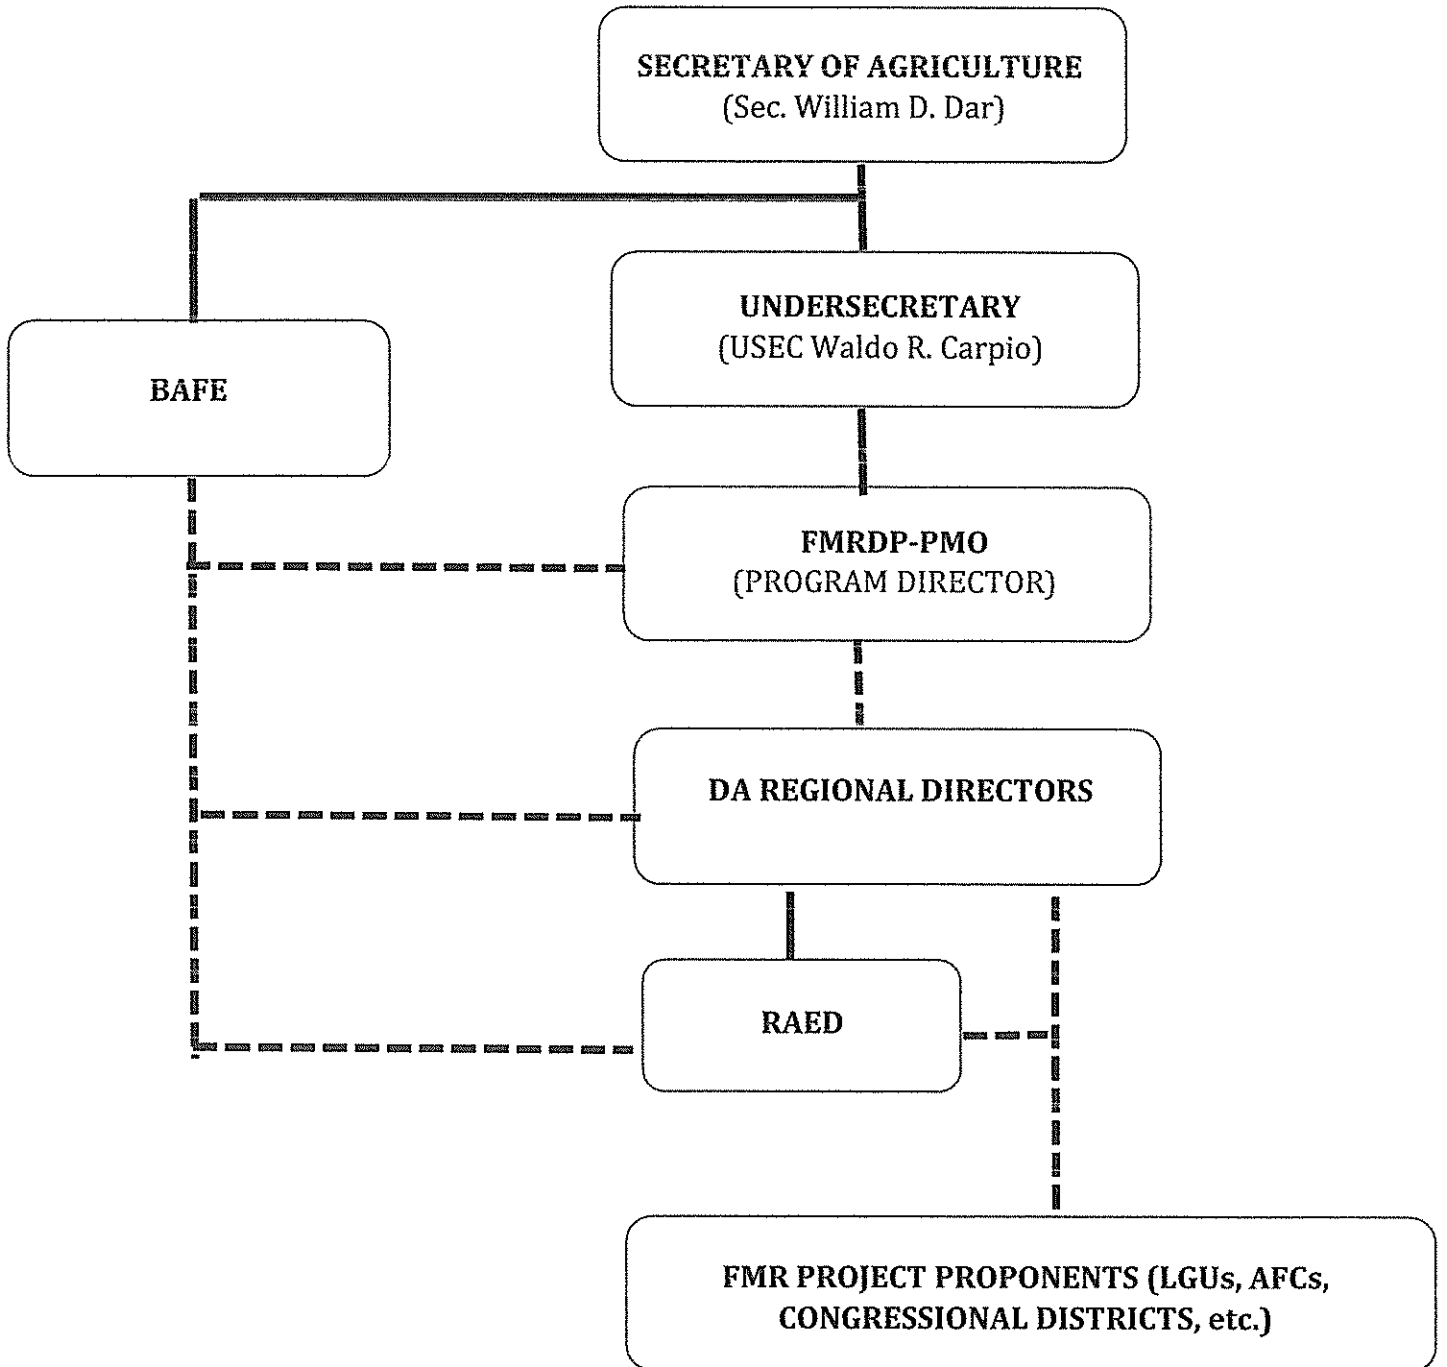 SECRETARY OF AGRICULTURE
(Sec. William D. Dar)
UNDERSECRETARY
(USEC Waldo R. Carpio)
BAFE
FMRDP-PMO
(PROGRAM DIRECTOR)
DA REGIONAL DIRECTORS
RAED
FMR PROJECT PROPONENTS (LGUs, AFCs,
CONGRESSIONAL DISTRICTS, etc.)